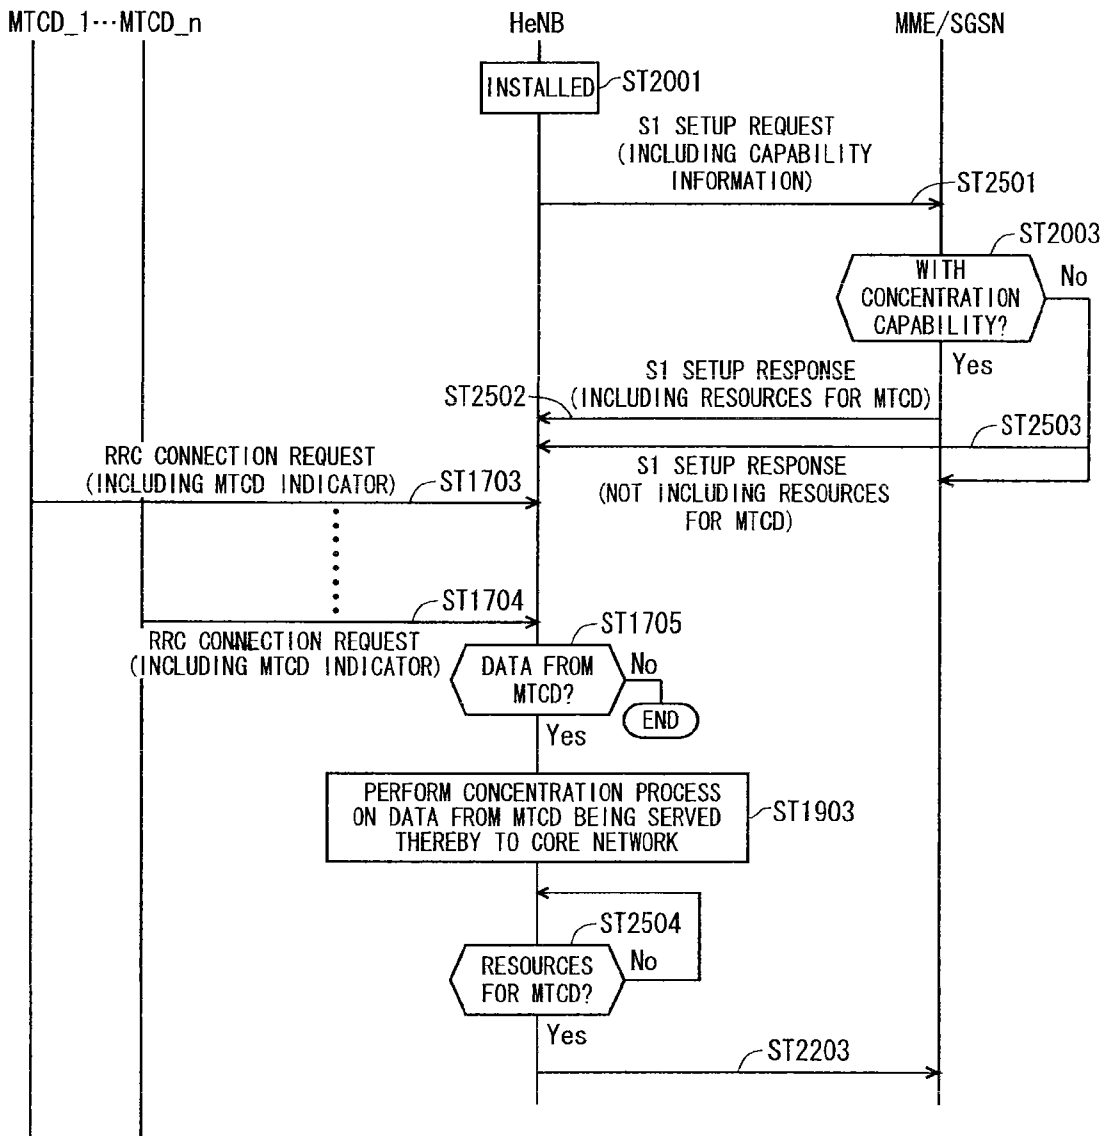 MTCD_1···MTCD_n
HeNB
MME/SGSN
INSTALLED
ST2001
S1 SETUP REQUEST
(INCLUDING CAPABILITY
INFORMATION)
ST2501
ST2003
WITH
CONCENTRATION
CAPABILITY?
No
Yes
S1 SETUP RESPONSE
(INCLUDING RESOURCES FOR MTCD)
ST2502
ST2503
S1 SETUP RESPONSE
(NOT INCLUDING RESOURCES
FOR MTCD)
RRC CONNECTION REQUEST
(INCLUDING MTCD INDICATOR)
ST1703
ST1704
RRC CONNECTION REQUEST
(INCLUDING MTCD INDICATOR)
ST1705
DATA FROM
MTCD?
No
END
Yes
PERFORM CONCENTRATION PROCESS
ON DATA FROM MTCD BEING SERVED
THEREBY TO CORE NETWORK
ST1903
ST2504
RESOURCES
FOR MTCD?
No
Yes
ST2203